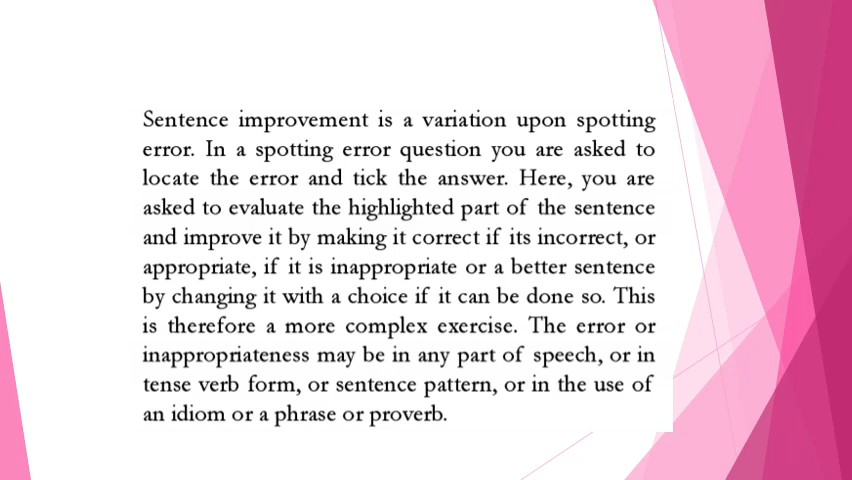 Sentence improvement is a variation upon spotting
error. In a spotting error question you are asked to
locate the error and tick the answer. Here, you are
asked to evaluate the highlighted part of the sentence
and improve it by making it correct if its incorrect, or
appropriate, if it is inappropriate or a better sentence
by changing it with a choice if it can be done so. This
is therefore a more complex exercise. The error or
inappropriateness may be in any part of speech, or in
tense verb form, or sentence pattern, or in the use of
an idiom or a phrase or proverb.